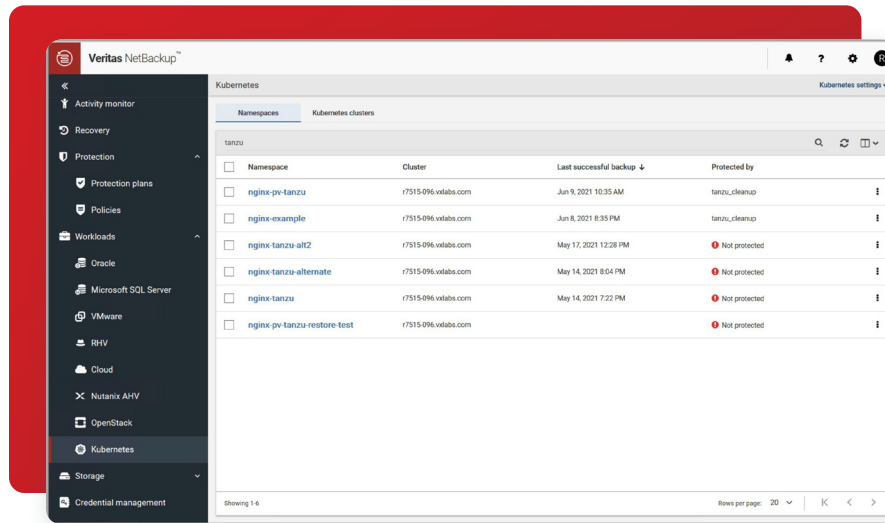 Veritas NetBackup™
?
R
«
Kubernetes
Kubernetes settings
Activity monitor
Recovery
Protection
Protection plans
Policies
Workloads
Oracle
Microsoft SQL Server
VMware
RHV
Cloud
Nutanix AHV
OpenStack
Kubernetes
Storage
Credential management
Namespaces Kubernetes clusters
tanzu
Namespace Cluster Last successful backup ↓ Protected by
nginx-pv-tanzu r7515-096.vxlabs.com Jun 9, 2021 10:35 AM tanzu_cleanup
nginx-example r7515-096.vxlabs.com Jun 8, 2021 8:35 PM tanzu_cleanup
nginx-tanzu-alt2 r7515-096.vxlabs.com May 17, 2021 12:28 PM Not protected
nginx-tanzu-alternate r7515-096.vxlabs.com May 14, 2021 8:04 PM Not protected
nginx-tanzu r7515-096.vxlabs.com May 14, 2021 7:22 PM Not protected
nginx-pv-tanzu-restore-test r7515-096.vxlabs.com Not protected
Showing 1-6 Rows per page: 20